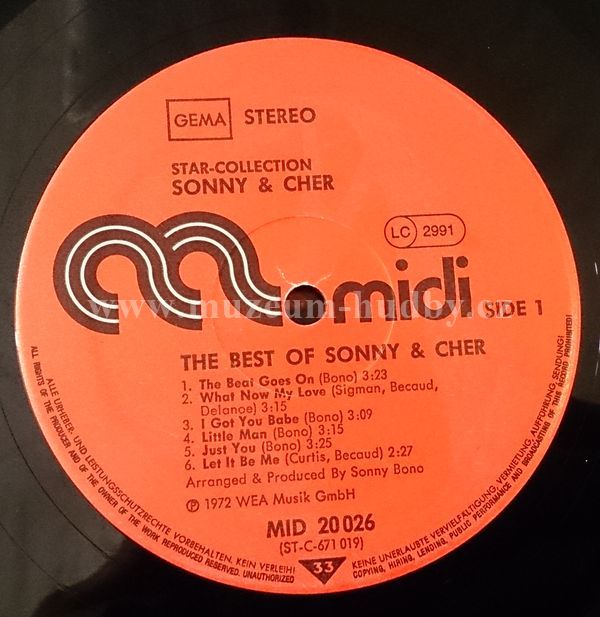 GEMA STEREO
STAR-COLLECTION
SONNY & CHER
LC 2991
midi
SIDE 1
www.muzeum-hudby.cz
THE BEST OF SONNY & CHER
1. The Beat Goes On (Bono) 3:23
2. What Now My Love (Sigman, Becaud,
Delanoe) 3:15
3. I Got You Babe (Bono) 3:09
4. Little Man (Bono) 3:15
5. Just You (Bono) 3:25
6. Let It Be Me (Curtis, Becaud) 2:27
Arranged & Produced By Sonny Bono
℗ 1972 WEA Musik GmbH
MID 20 026
(ST-C-671 019)
33
ALLE URHEBER- UND LEISTUNGSSCHUTZRECHTE VORBEHALTEN. KEIN VERLEIH! KEINE UNERLAUBTE VERVIELFÄLTIGUNG, VERMIETUNG, AUFFÜHRUNG, SENDUNG!
ALL RIGHTS OF THE PRODUCER AND OF THE OWNER OF THE WORK REPRODUCED RESERVED. UNAUTHORIZED COPYING, HIRING, LENDING, PUBLIC PERFORMANCE AND BROADCASTING OF THIS RECORD PROHIBITED!